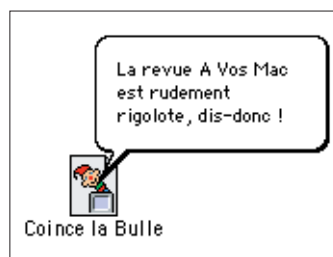 La revue A Vos Mac
est rudement
rigolote, dis-donc !
Coince la Bulle